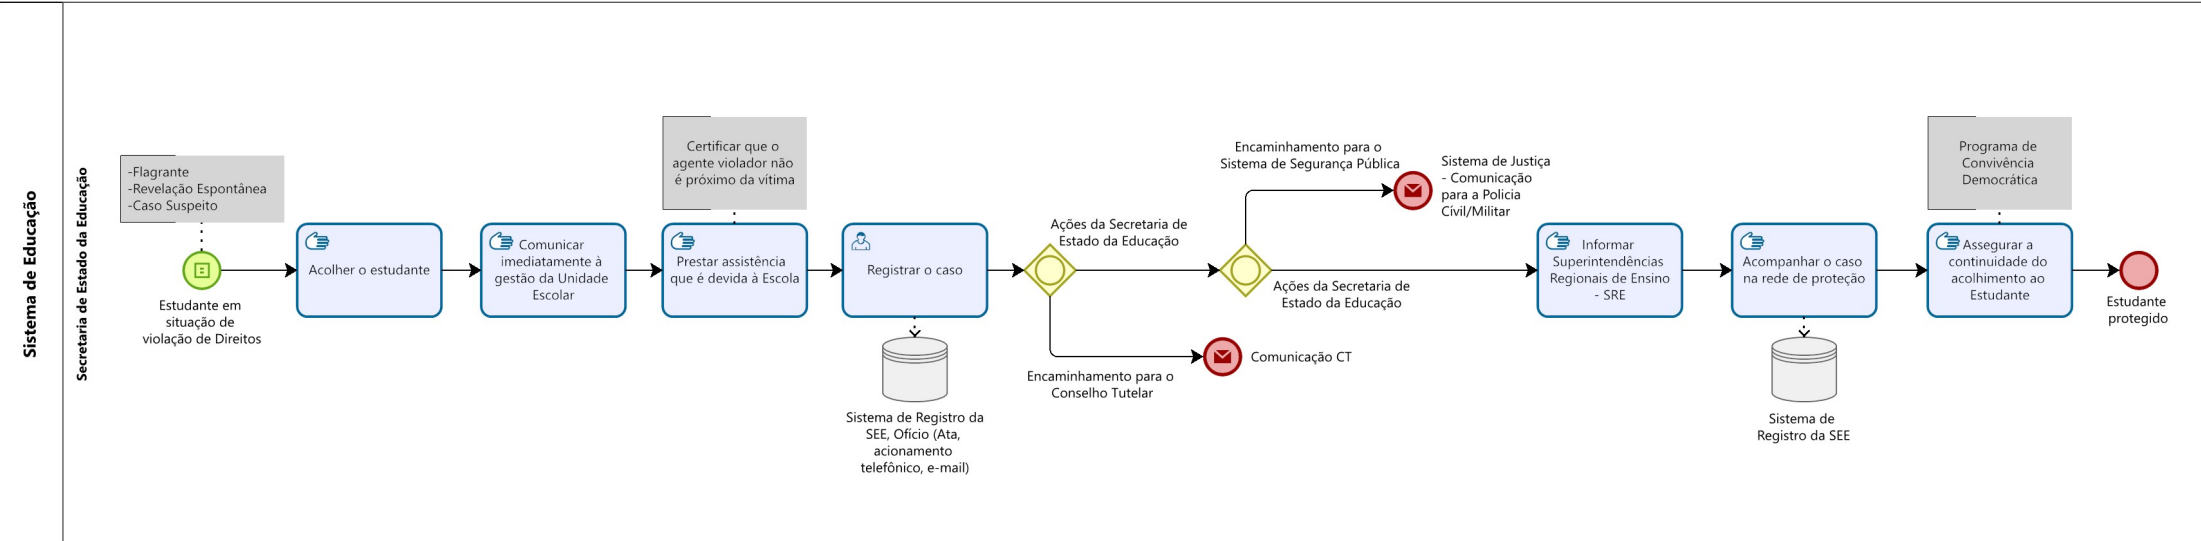 Sistema de Educação
Secretaria de Estado da Educação
-Flagrante
-Revelação Espontânea
-Caso Suspeito
Estudante em
situação de
violação de Direitos
Acolher o estudante
Comunicar
imediatamente à
gestão da Unidade
Escolar
Certificar que o
agente violador não
é próximo da vítima
Prestar assistência
que é devida à Escola
Registrar o caso
Sistema de Registro da
SEE, Ofício (Ata,
acionamento
telefônico, e-mail)
Ações da Secretaria de
Estado da Educação
Encaminhamento para o
Conselho Tutelar
Comunicação CT
Encaminhamento para o
Sistema de Segurança Pública
Sistema de Justiça
- Comunicação
para a Policia
Cívil/Militar
Ações da Secretaria de
Estado da Educação
Informar
Superintendências
Regionais de Ensino
- SRE
Acompanhar o caso
na rede de proteção
Sistema de
Registro da SEE
Programa de
Convivência
Democrática
Assegurar a
continuidade do
acolhimento ao
Estudante
Estudante
protegido